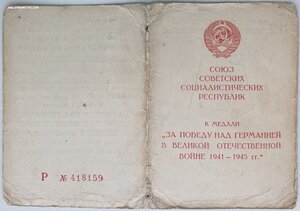 Р № 418159
СОЮЗ
СОВЕТСКИХ
СОЦИАЛИСТИЧЕСКИХ
РЕСПУБЛИК
К МЕДАЛИ
„ЗА ПОБЕДУ НАД ГЕРМАНИЕЙ
В ВЕЛИКОЙ ОТЕЧЕСТВЕННОЙ
ВОЙНЕ 1941—1945 гг."